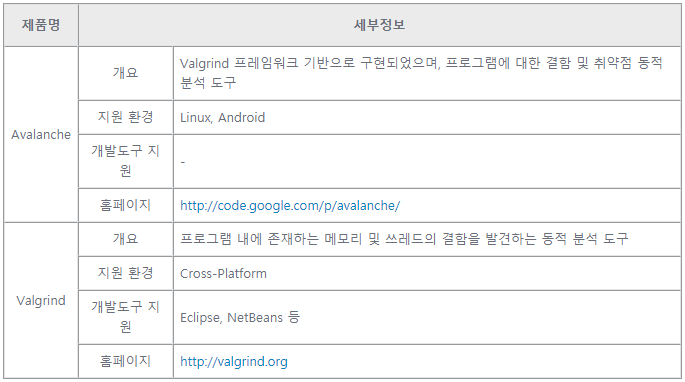 제품명 세부정보
Avalanche
개요 Valgrind 프레임워크 기반으로 구현되었으며, 프로그램에 대한 결함 및 취약점 동적
분석 도구
지원 환경 Linux, Android
개발도구 지
원 -
홈페이지 http://code.google.com/p/avalanche/
Valgrind
개요 프로그램 내에 존재하는 메모리 및 쓰레드의 결함을 발견하는 동적 분석 도구
지원 환경 Cross-Platform
개발도구 지
원 Eclipse, NetBeans 등
홈페이지 http://valgrind.org